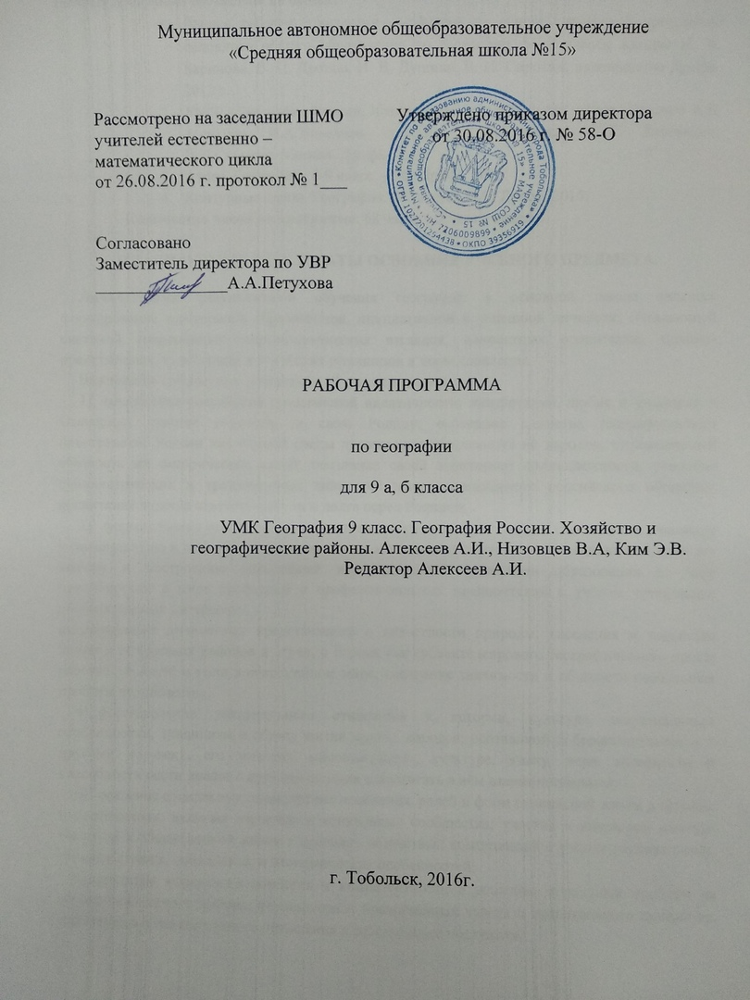 Муниципальное автономное общеобразовательное учреждение
«Средняя общеобразовательная школа №15»
Рассмотрено на заседании ШМО
учителей естественно –
математического цикла
от 26.08.2016 г. протокол № 1___
Утверждено приказом директора
от 30.08.2016 г. № 58-О
Согласовано
Заместитель директора по УВР
_______________А.А.Петухова
РАБОЧАЯ ПРОГРАММА
по географии
для 9 а, б класса
УМК География 9 класс. География России. Хозяйство и
географические районы. Алексеев А.И., Низовцев В.А, Ким Э.В.
Редактор Алексеев А.И.
г. Тобольск, 2016г.